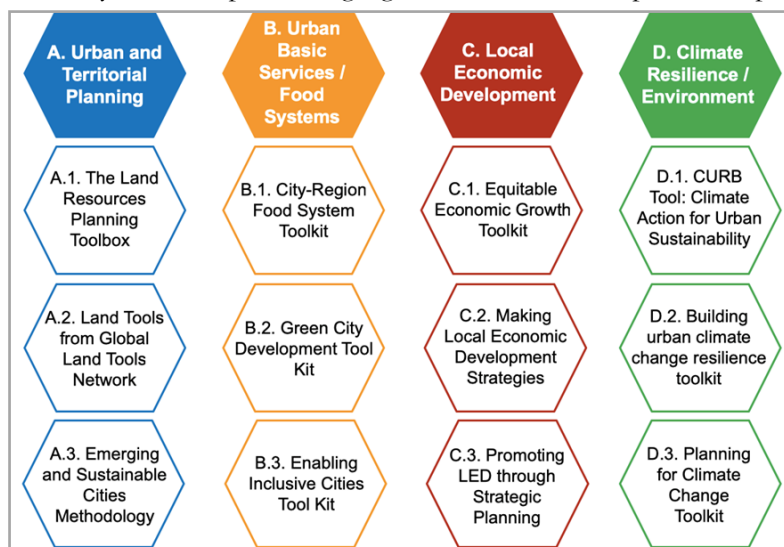 A. Urban and
Territorial
Planning
B. Urban
Basic
Services /
Food
Systems
C. Local
Economic
Development
D. Climate
Resilience /
Environment
A.1. The Land
Resources
Planning
Toolbox
B.1. City-Region
Food System
Toolkit
C.1. Equitable
Economic Growth
Toolkit
D.1. CURB
Tool: Climate
Action for Urban
Sustainability
A.2. Land Tools
from Global
Land Tools
Network
B.2. Green City
Development Tool
Kit
C.2. Making
Local Economic
Development
Strategies
D.2. Building
urban climate
change resilience
toolkit
A.3. Emerging
and Sustainable
Cities
Methodology
B.3. Enabling
Inclusive Cities
Tool Kit
C.3. Promoting
LED through
Strategic
Planning
D.3. Planning
for Climate
Change
Toolkit